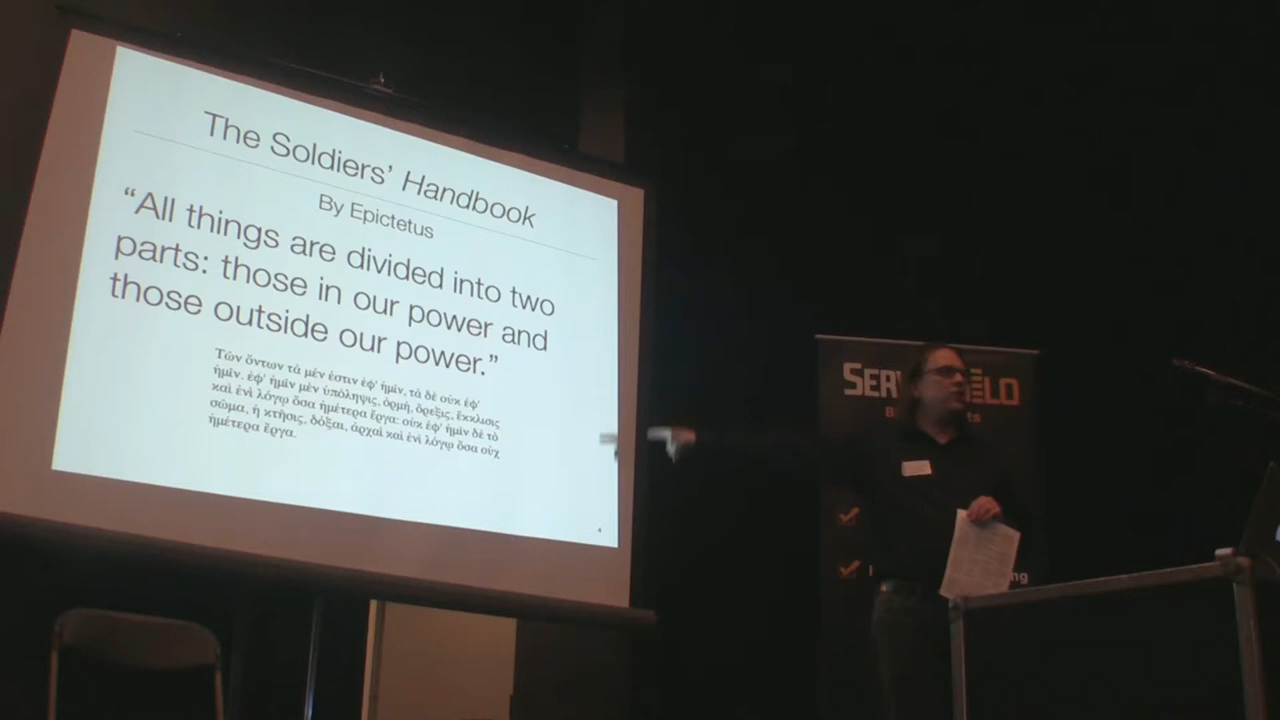 The Soldiers’ Handbook
By Epictetus
“All things are divided into two
parts: those in our power and
those outside our power.”
Τῶν ὄντων τὰ μέν ἐστιν ἐφ' ἡμῖν, τὰ δὲ οὐκ ἐφ'
ἡμῖν. ἐφ' ἡμῖν μὲν ὑπόληψις, ὁρμή, ὄρεξις, ἔκκλισις
καὶ ἑνὶ λόγῳ ὅσα ἡμέτερα ἔργα· οὐκ ἐφ' ἡμῖν δὲ τὸ
σῶμα, ἡ κτῆσις, δόξαι, ἀρχαὶ καὶ ἑνὶ λόγῳ ὅσα οὐχ
ἡμέτερα ἔργα.
4